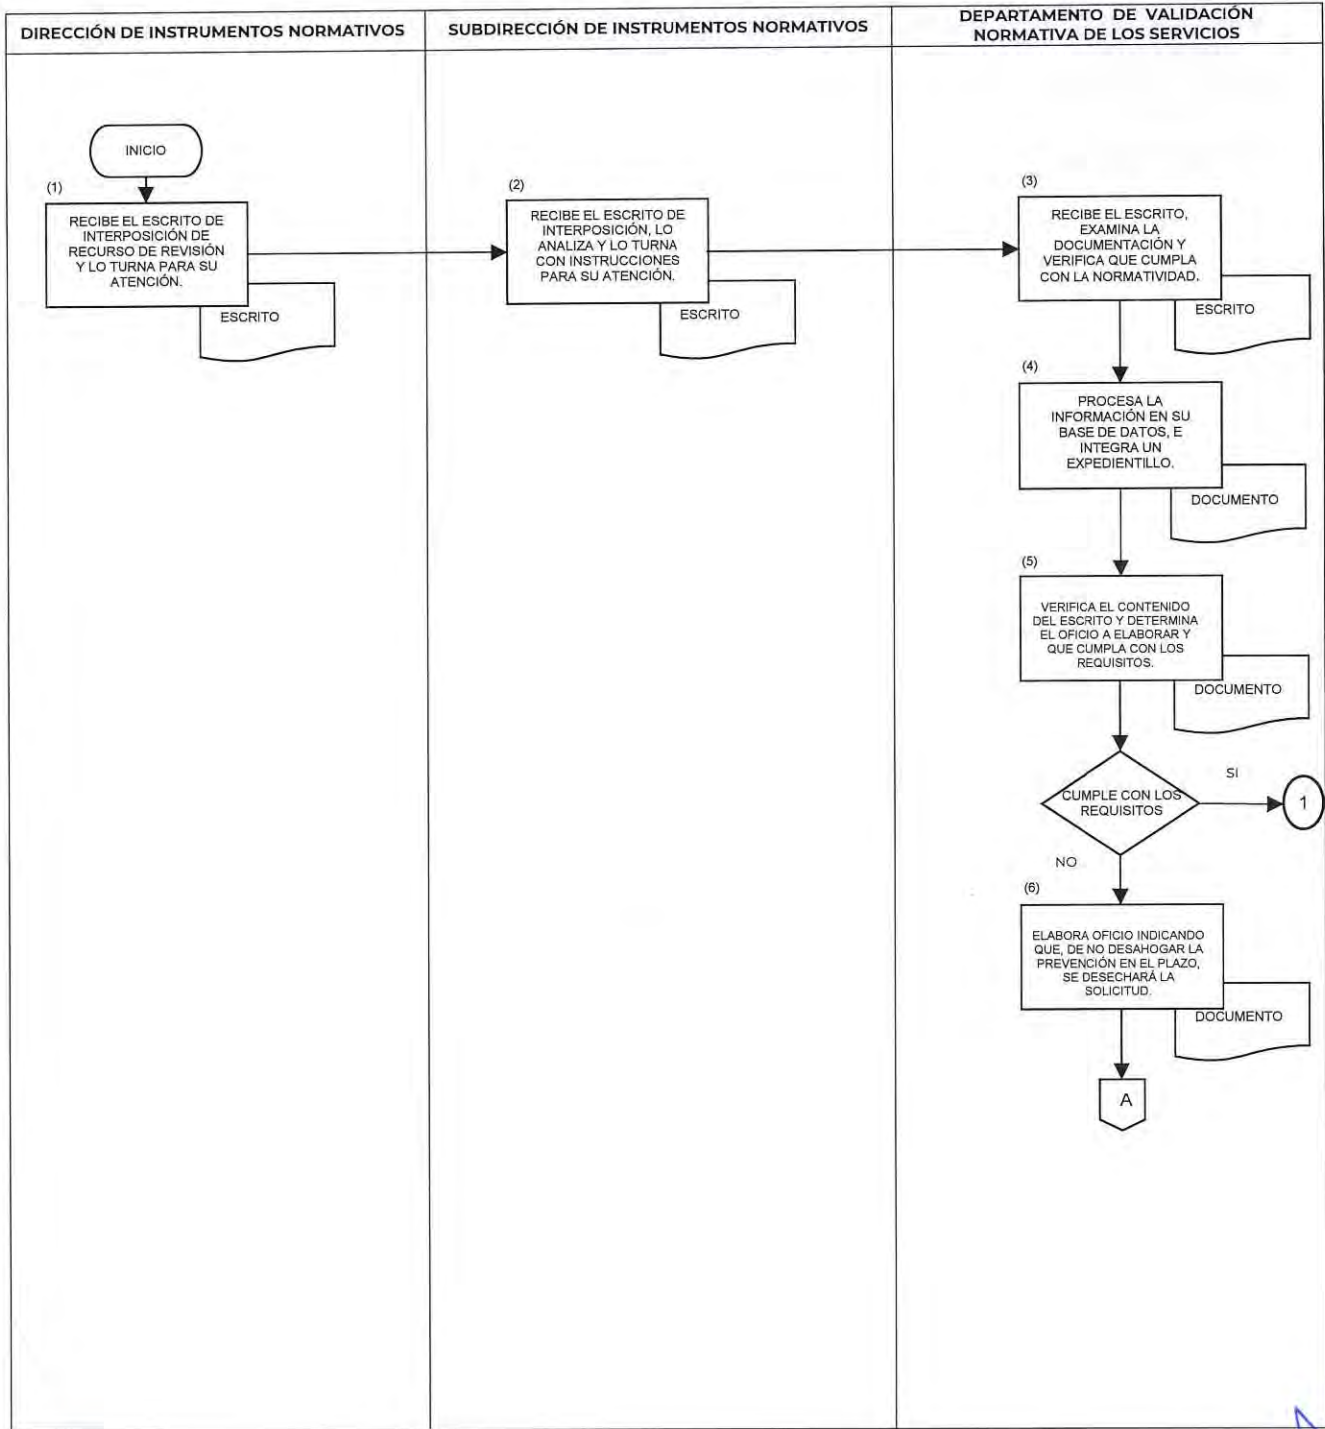 DIRECCIÓN DE INSTRUMENTOS NORMATIVOS
SUBDIRECCIÓN DE INSTRUMENTOS NORMATIVOS
DEPARTAMENTO DE VALIDACIÓN
NORMATIVA DE LOS SERVICIOS
INICIO
(1)
RECIBE EL ESCRITO DE
INTERPOSICIÓN DE
RECURSO DE REVISIÓN
Y LO TURNA PARA SU
ATENCIÓN.
ESCRITO
(2)
RECIBE EL ESCRITO DE
INTERPOSICIÓN, LO
ANALIZA Y LO TURNA
CON INSTRUCCIONES
PARA SU ATENCIÓN.
ESCRITO
(3)
RECIBE EL ESCRITO,
EXAMINA LA
DOCUMENTACIÓN Y
VERIFICA QUE CUMPLA
CON LA NORMATIVIDAD.
ESCRITO
(4)
PROCESA LA
INFORMACIÓN EN SU
BASE DE DATOS, E
INTEGRA UN
EXPEDIENTILLO.
DOCUMENTO
(5)
VERIFICA EL CONTENIDO
DEL ESCRITO Y DETERMINA
EL OFICIO A ELABORAR Y
QUE CUMPLA CON LOS
REQUISITOS.
DOCUMENTO
CUMPLE CON LOS
REQUISITOS
SI
1
NO
(6)
ELABORA OFICIO INDICANDO
QUE, DE NO DESAHOGAR LA
PREVENCIÓN EN EL PLAZO,
SE DESECHARÁ LA
SOLICITUD.
DOCUMENTO
A